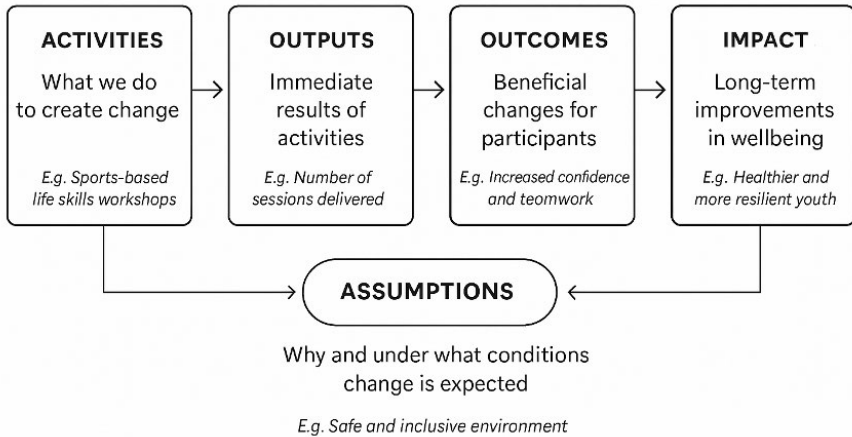 ACTIVITIES
What we do
to create change
E.g. Sports-based
life skills workshops
OUTPUTS
Immediate
results of
activities
E.g. Number of
sessions delivered
OUTCOMES
Beneficial
changes for
participants
E.g. Increased confidence
and teamwork
IMPACT
Long-term
improvements
in wellbeing
E.g. Healthier and
more resilient youth
ASSUMPTIONS
Why and under what conditions
change is expected
E.g. Safe and inclusive environment